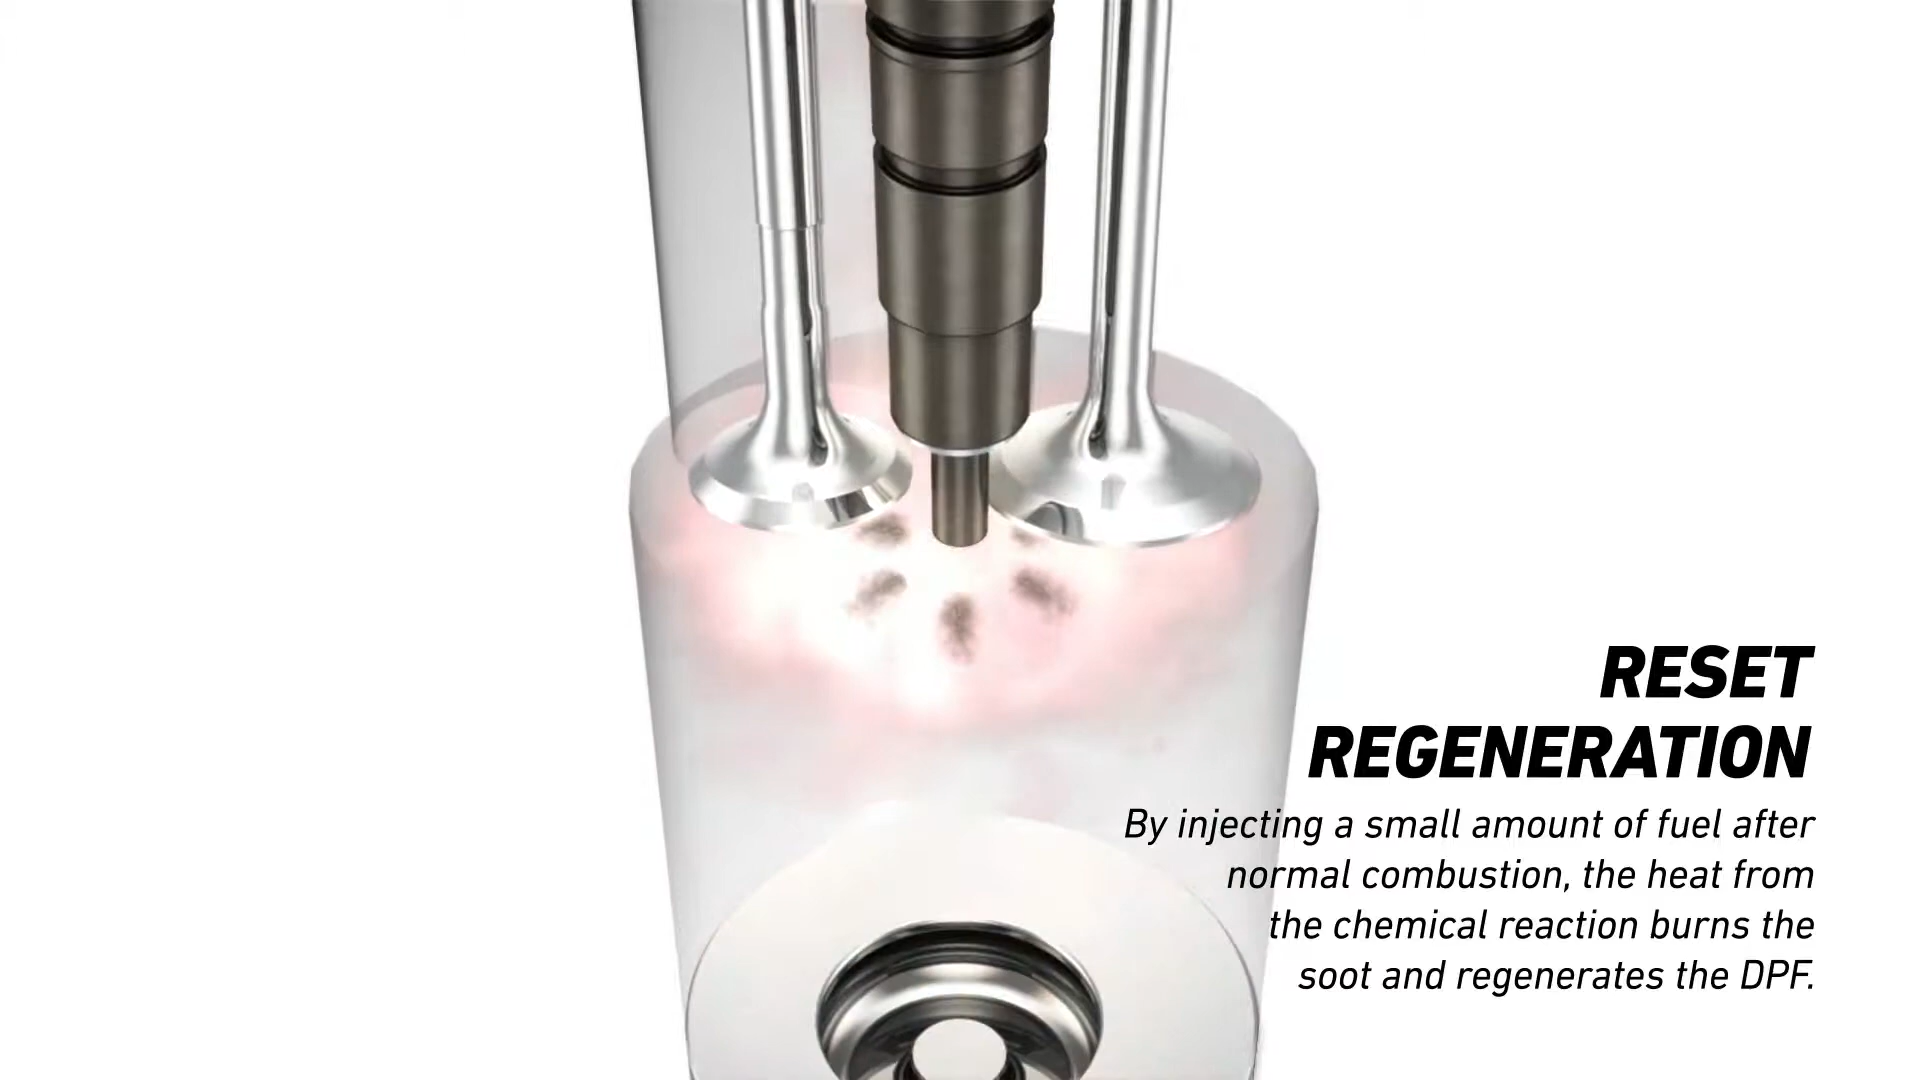 RESET
REGENERATION
By injecting a small amount of fuel after
normal combustion, the heat from
the chemical reaction burns the
soot and regenerates the DPF.